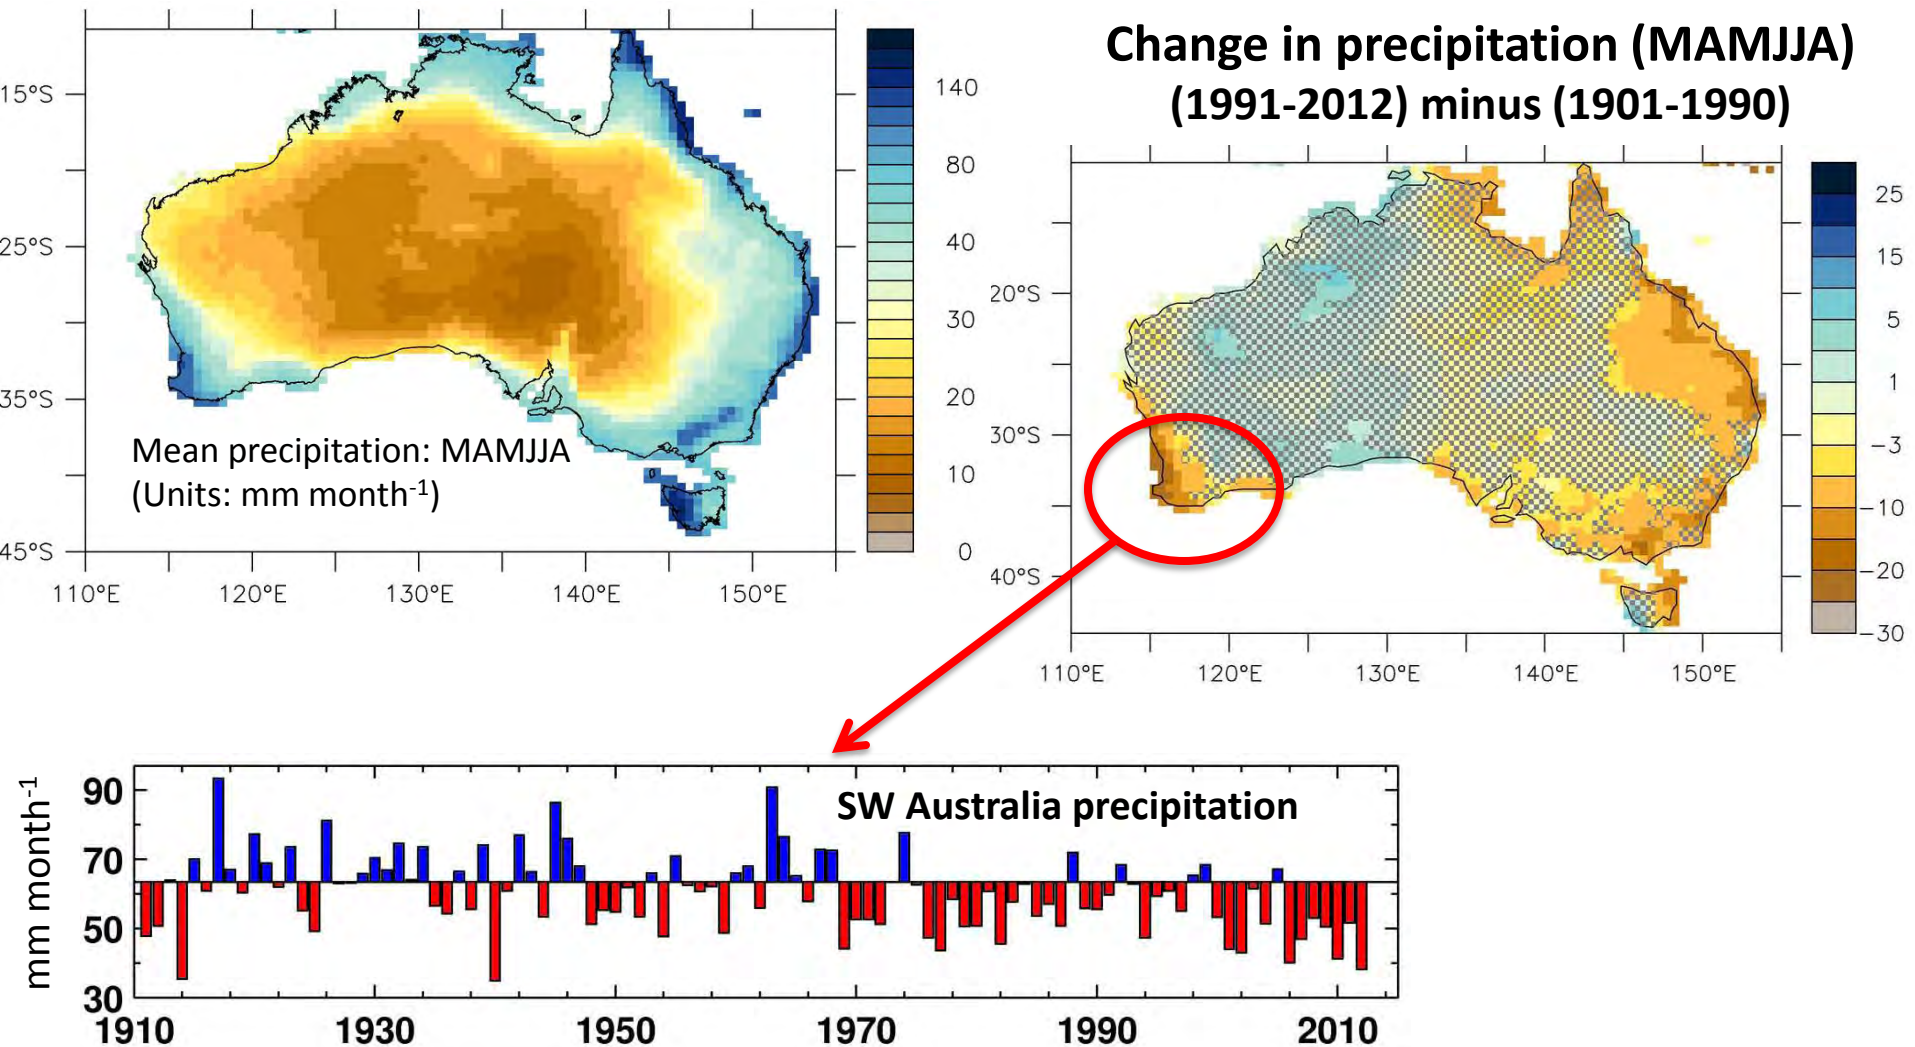 Change in precipitation (MAMJJA)
(1991-2012) minus (1901-1990)
15°S
25°S
35°S
45°S
110°E 120°E 130°E 140°E 150°E
140
80
40
30
20
10
0
Mean precipitation: MAMJJA
(Units: mm month-1)
20°S
30°S
40°S
110°E 120°E 130°E 140°E 150°E
25
15
5
1
-3
-10
-20
-30
SW Australia precipitation
mm month-1
90
70
50
30
1910 1930 1950 1970 1990 2010